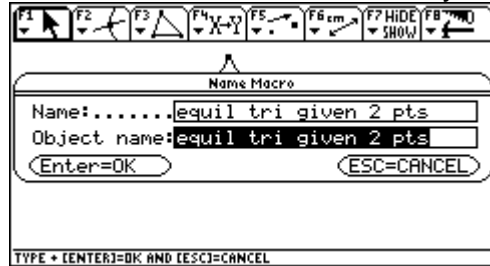 F1 F2 F3 F4 X→Y F5 F6 cm F7 HiDE SHOW F8
Name Macro
Name:.......equil tri given 2 pts
Object name:equil tri given 2 pts
Enter=OK ESC=CANCEL
TYPE + [ENTER]=OK AND [ESC]=CANCEL